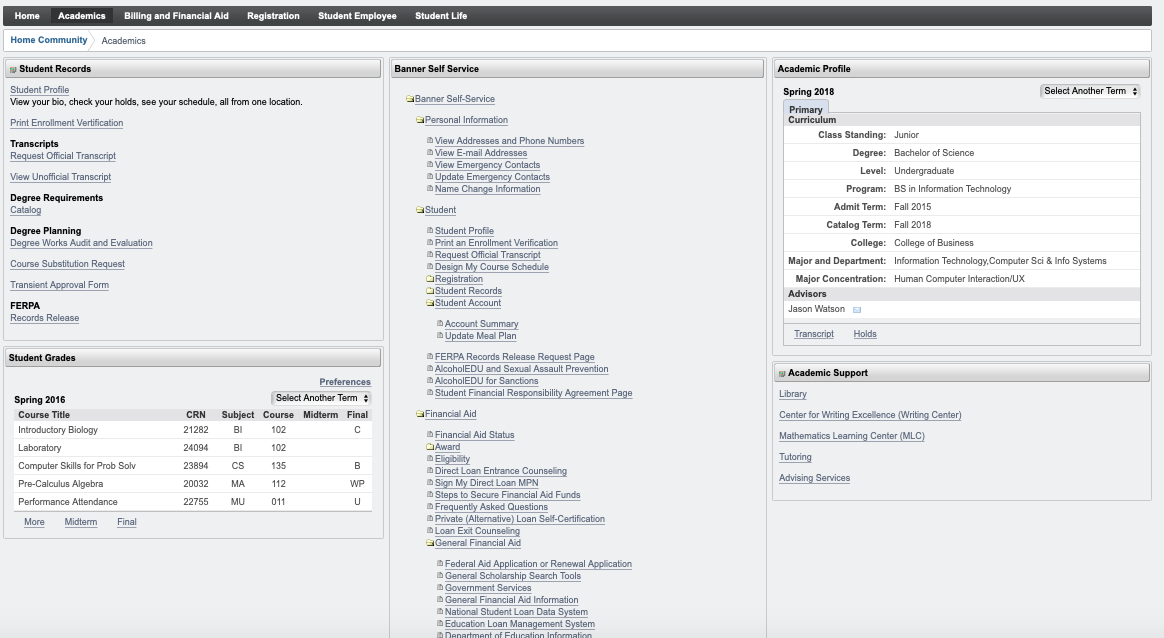 Home Academics Billing and Financial Aid Registration Student Employee Student Life
Home Community Academics
Student Records
Student Profile
View your bio, check your holds, see your schedule, all from one location.
Print Enrollment Vertification
Transcripts
Request Official Transcript
View Unofficial Transcript
Degree Requirements
Catalog
Degree Planning
Degree Works Audit and Evaluation
Course Substitution Request
Transient Approval Form
FERPA
Records Release
Student Grades
Preferences
Spring 2016 Select Another Term
Course Title CRN Subject Course Midterm Final
Introductory Biology 21282 BI 102 C
Laboratory 24094 BI 102
Computer Skills for Prob Solv 23894 CS 135 B
Pre-Calculus Algebra 20032 MA 112 WP
Performance Attendance 22755 MU 011 U
More Midterm Final
Banner Self Service
Banner Self-Service
Personal Information
View Addresses and Phone Numbers
View E-mail Addresses
View Emergency Contacts
Update Emergency Contacts
Name Change Information
Student
Student Profile
Print an Enrollment Verification
Request Official Transcript
Design My Course Schedule
Registration
Student Records
Student Account
Account Summary
Update Meal Plan
FERPA Records Release Request Page
AlcoholEDU and Sexual Assault Prevention
AlcoholEDU for Sanctions
Student Financial Responsibility Agreement Page
Financial Aid
Financial Aid Status
Award
Eligibility
Direct Loan Entrance Counseling
Sign My Direct Loan MPN
Steps to Secure Financial Aid Funds
Frequently Asked Questions
Private (Alternative) Loan Self-Certification
Loan Exit Counseling
General Financial Aid
Federal Aid Application or Renewal Application
General Scholarship Search Tools
Government Services
General Financial Aid Information
National Student Loan Data System
Education Loan Management System
Department of Education Information
Academic Profile
Spring 2018 Select Another Term
Primary
Curriculum
Class Standing: Junior
Degree: Bachelor of Science
Level: Undergraduate
Program: BS in Information Technology
Admit Term: Fall 2015
Catalog Term: Fall 2018
College: College of Business
Major and Department: Information Technology,Computer Sci & Info Systems
Major Concentration: Human Computer Interaction/UX
Advisors
Jason Watson
Transcript Holds
Academic Support
Library
Center for Writing Excellence (Writing Center)
Mathematics Learning Center (MLC)
Tutoring
Advising Services